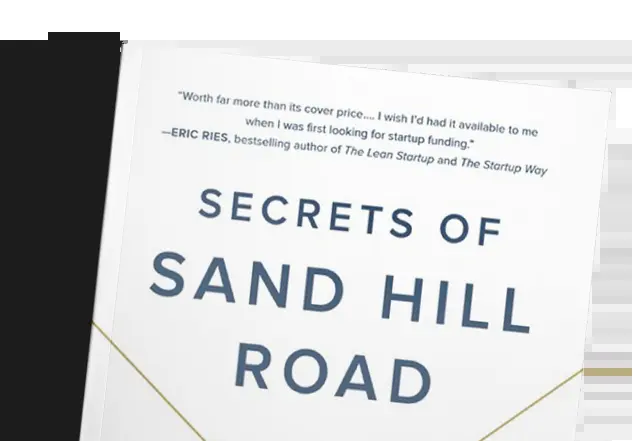 "Worth far more than its cover price.... I wish I'd had it available to me
when I was first looking for startup funding."
—ERIC RIES, bestselling author of The Lean Startup and The Startup Way
SECRETS OF
SAND HILL
ROAD